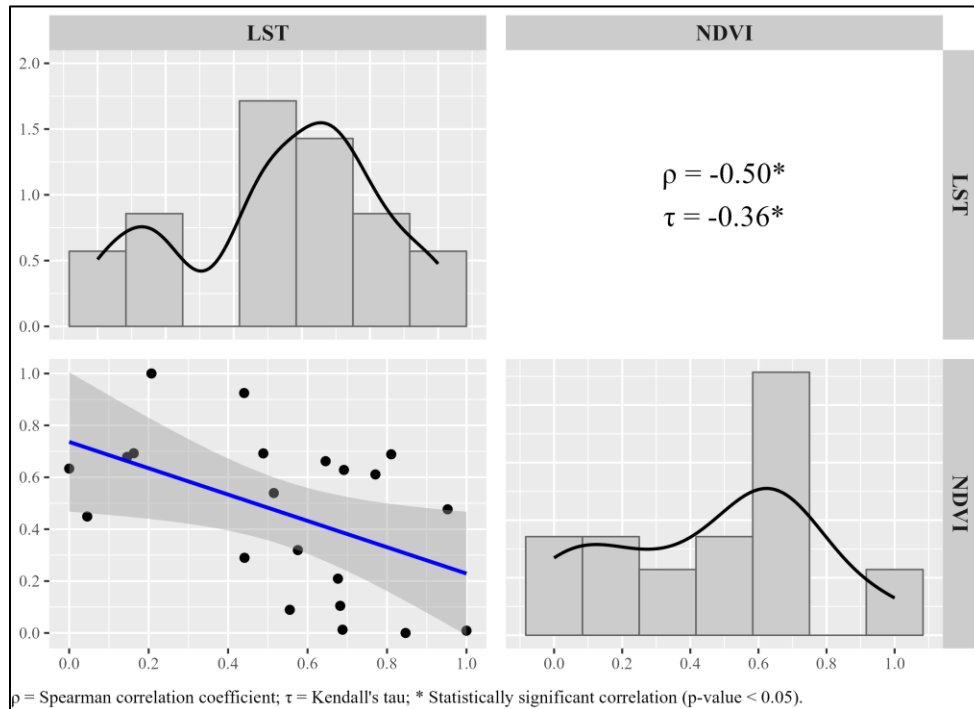 LST
NDVI
2.0
1.5
1.0
0.5
0.0
LST
ρ = -0.50*
τ = -0.36*
1.0
0.8
0.6
0.4
0.2
0.0
NDVI
0.0 0.2 0.4 0.6 0.8 1.0
0.0 0.2 0.4 0.6 0.8 1.0
ρ = Spearman correlation coefficient; τ = Kendall's tau; * Statistically significant correlation (p-value < 0.05).